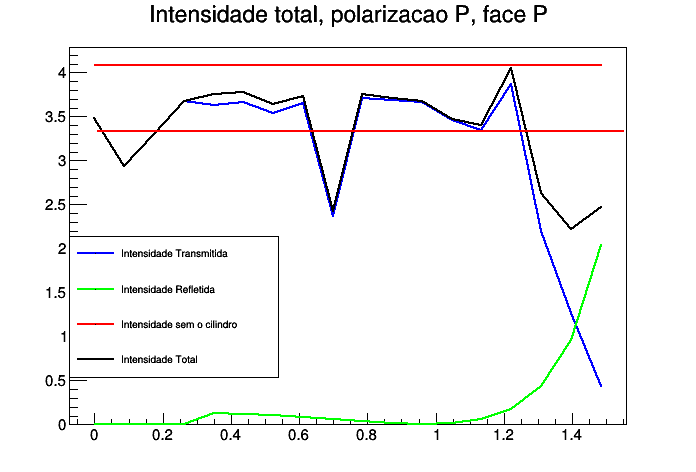 Intensidade total, polarizacao P, face P
4
3.5
3
2.5
2
1.5
1
0.5
0
Intensidade Transmitida
Intensidade Refletida
Intensidade sem o cilindro
Intensidade Total
0 0.2 0.4 0.6 0.8 1 1.2 1.4